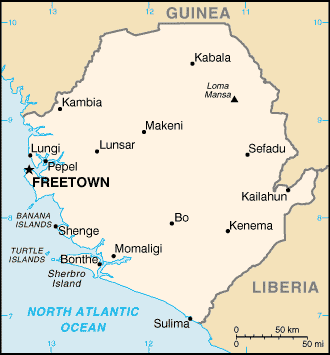 13
12
11
GUINEA
10
10
Kabala
Loma
Mansa
Kambia
9
9
Makeni
Lungi
Lunsar
Sefadu
Pepel
FREETOWN
Kailahun
BANANA
ISLANDS
8
8
Bo
Shenge
Kenema
TURTLE
ISLANDS
Momaligi
Bonthe
Sherbro
Island
LIBERIA
NORTH ATLANTIC
OCEAN
7
Sulima
0
50 km
0
50 mi
13
12
11